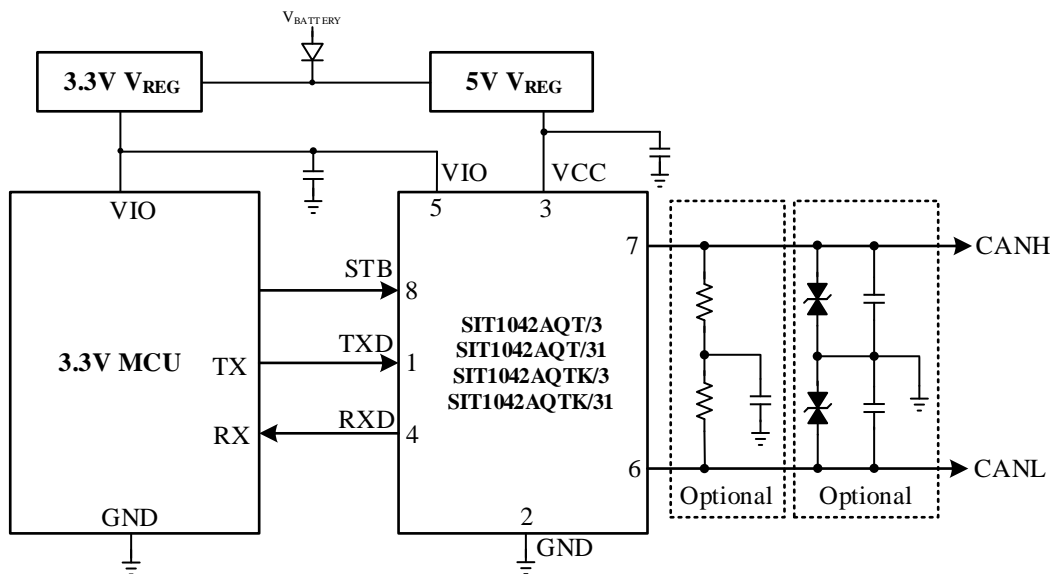 VBATTERY
3.3V VREG
5V VREG
VIO
VCC
VIO
5
3
7
CANH
STB
8
SIT1042AQT/3
SIT1042AQT/31
SIT1042AQTK/3
SIT1042AQTK/31
3.3V MCU
TX
TXD
1
RX
RXD
4
6
CANL
Optional
Optional
GND
2
GND